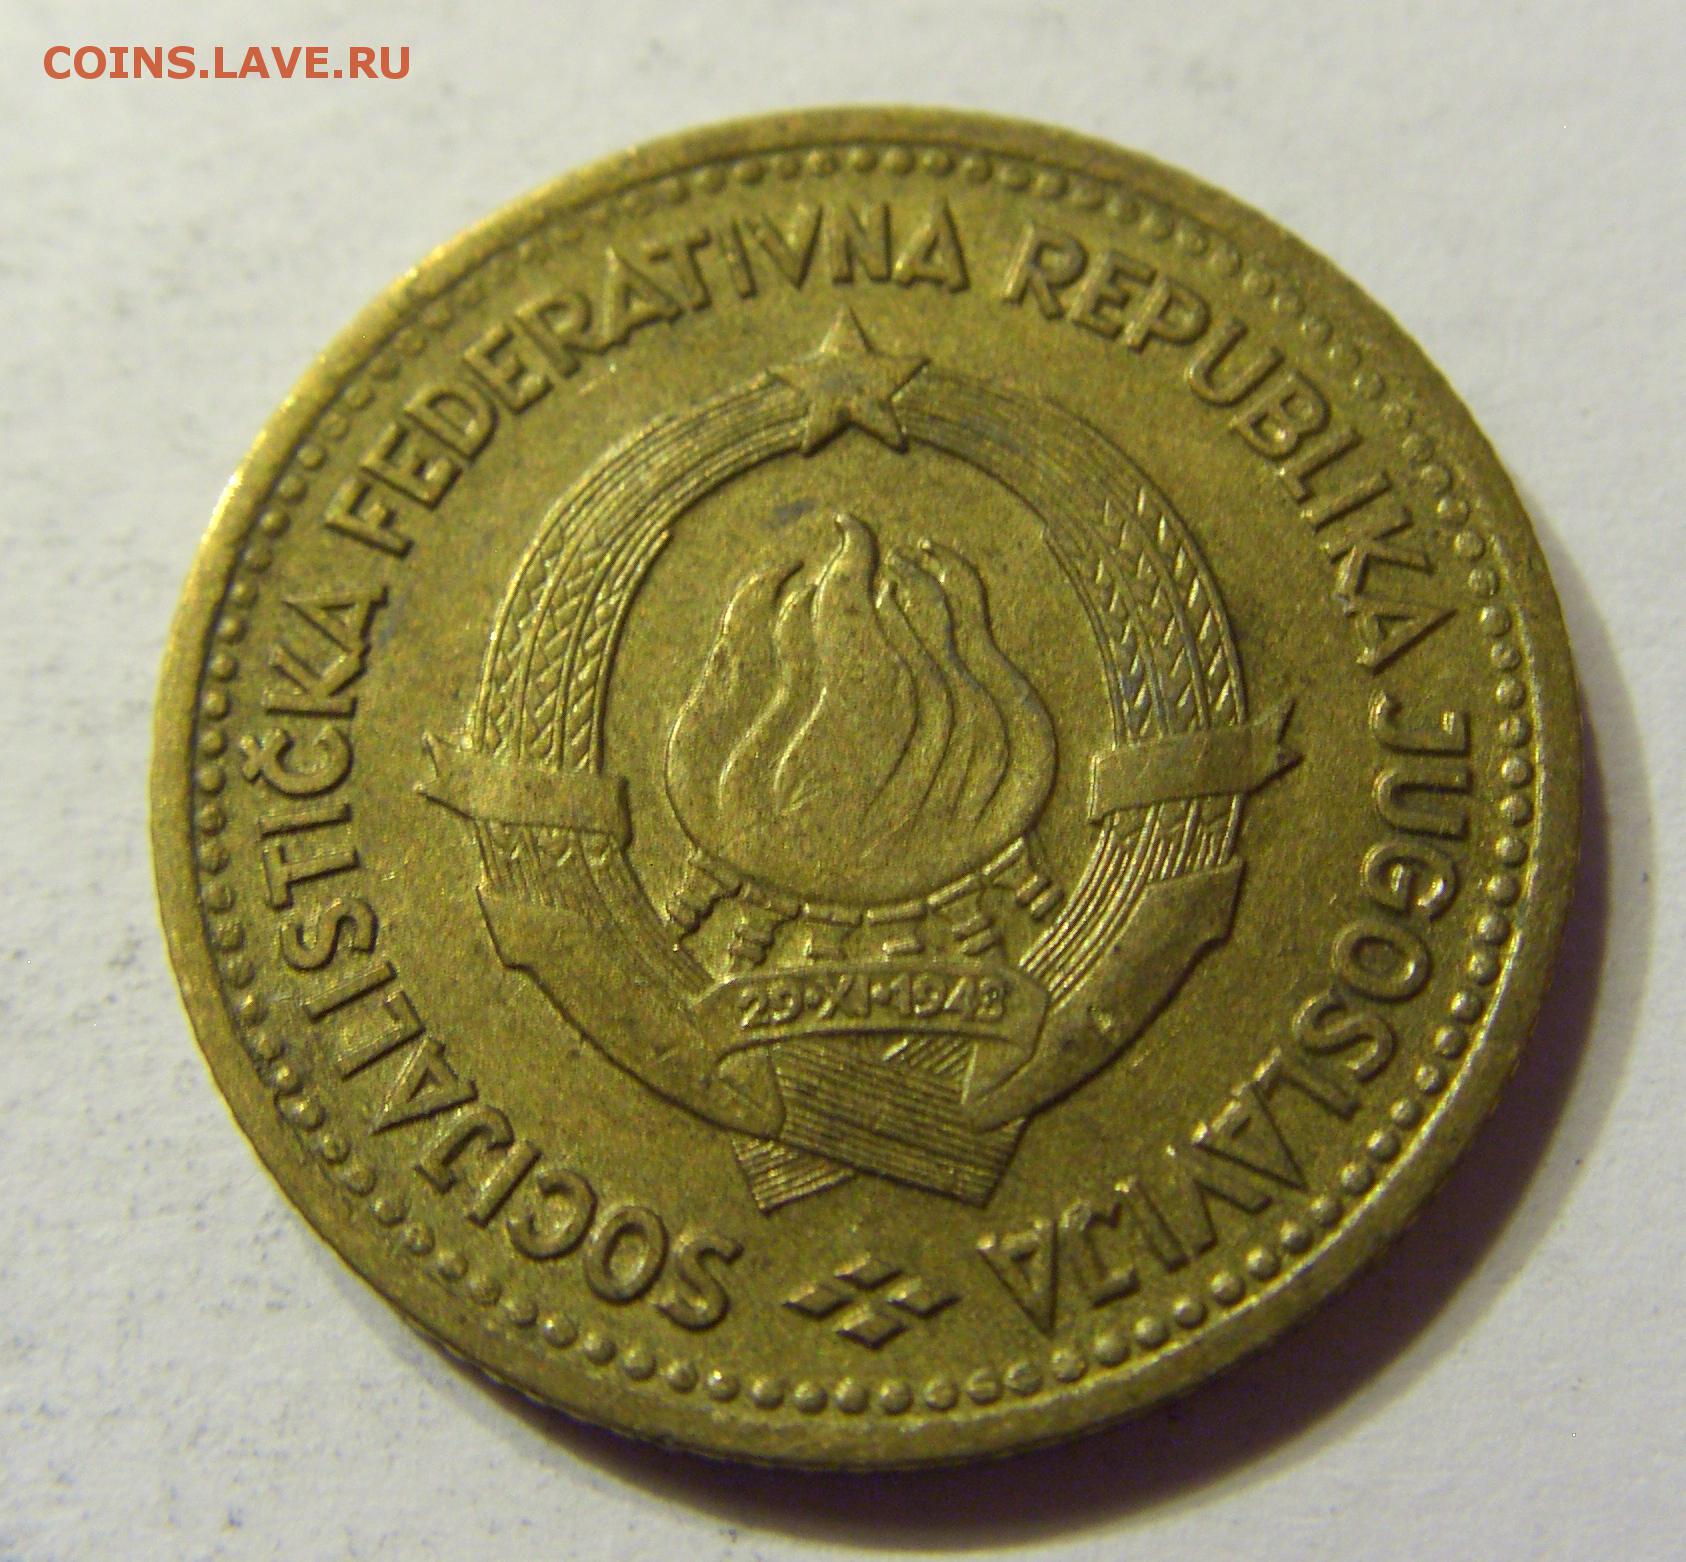 COINS.LAVE.RU
SOCIJALISTIČKA FEDERATIVNA REPUBLIKA JUGOSLAVIJA
29·XI·1943